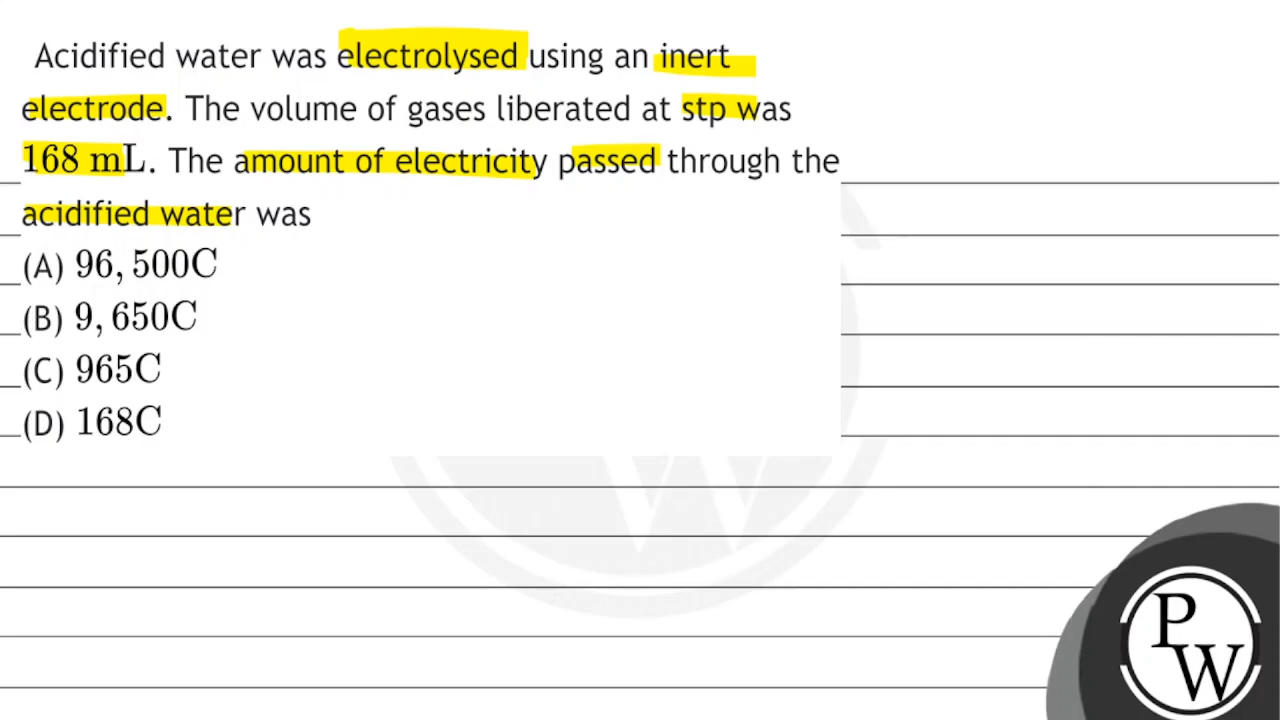 Acidified water was electrolysed using an inert
electrode. The volume of gases liberated at stp was
168 mL. The amount of electricity passed through the
acidified water was
(A) 96, 500C
(B) 9, 650C
(C) 965C
(D) 168C
P
W